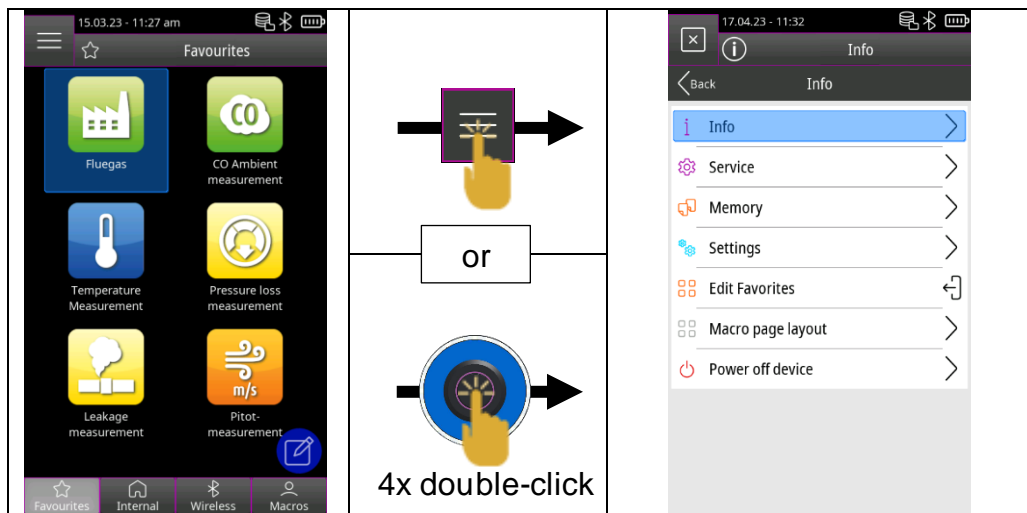 15.03.23 - 11:27 am
Favourites
Fluegas
CO
CO Ambient
measurement
Temperature
Measurement
Pressure loss
measurement
Leakage
measurement
m/s
Pitot-
measurement
Favourites
Internal
Wireless
Macros
or
4x double-click
17.04.23 - 11:32
Info
Back
Info
Info
Service
Memory
Settings
Edit Favorites
Macro page layout
Power off device